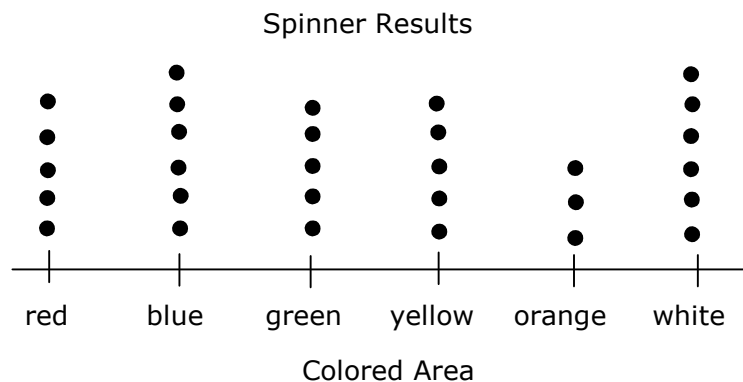 Spinner Results
red blue green yellow orange white
Colored Area